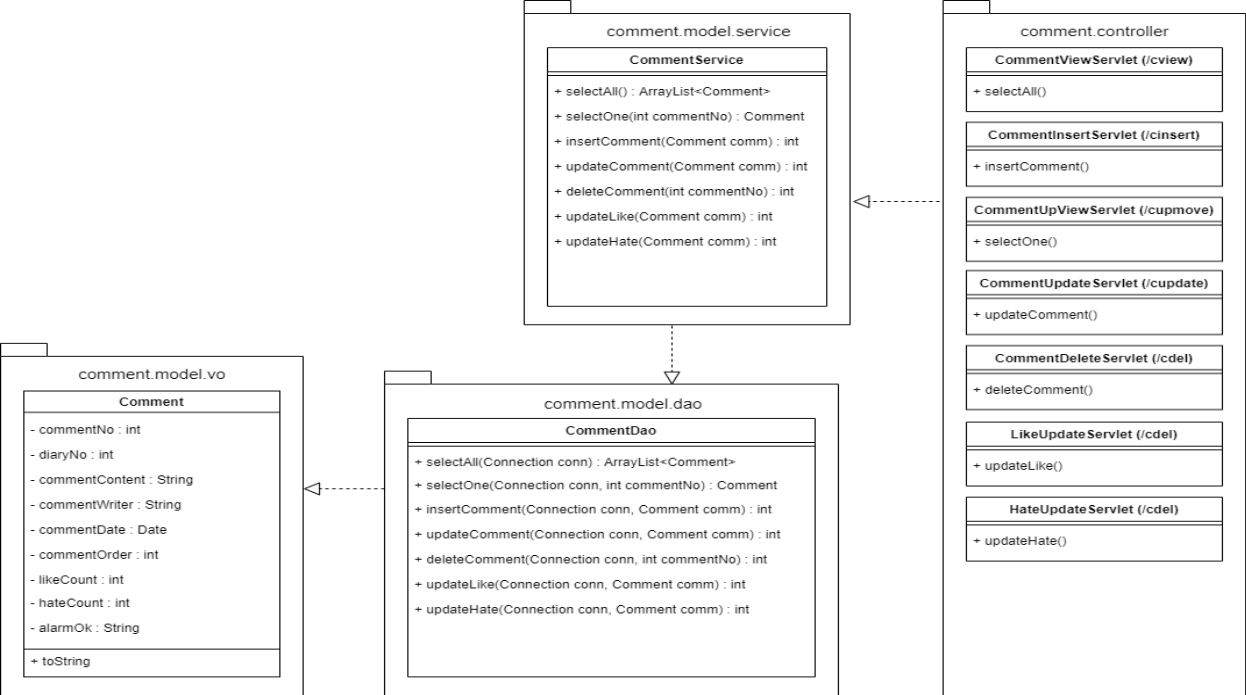 comment.model.service
CommentService
+ selectAll() : ArrayList<Comment>
+ selectOne(int commentNo) : Comment
+ insertComment(Comment comm) : int
+ updateComment(Comment comm) : int
+ deleteComment(int commentNo) : int
+ updateLike(Comment comm) : int
+ updateHate(Comment comm) : int
comment.controller
CommentViewServlet (/cview)
+ selectAll()
CommentInsertServlet (/cinsert)
+ insertComment()
CommentUpViewServlet (/cupmove)
+ selectOne()
CommentUpdateServlet (/cupdate)
+ updateComment()
CommentDeleteServlet (/cdel)
+ deleteComment()
LikeUpdateServlet (/cdel)
+ updateLike()
HateUpdateServlet (/cdel)
+ updateHate()
comment.model.vo
Comment
- commentNo : int
- diaryNo : int
- commentContent : String
- commentWriter : String
- commentDate : Date
- commentOrder : int
- likeCount : int
- hateCount : int
- alarmOk : String
+ toString
comment.model.dao
CommentDao
+ selectAll(Connection conn) : ArrayList<Comment>
+ selectOne(Connection conn, int commentNo) : Comment
+ insertComment(Connection conn, Comment comm) : int
+ updateComment(Connection conn, Comment comm) : int
+ deleteComment(Connection conn, int commentNo) : int
+ updateLike(Connection conn, Comment comm) : int
+ updateHate(Connection conn, Comment comm) : int